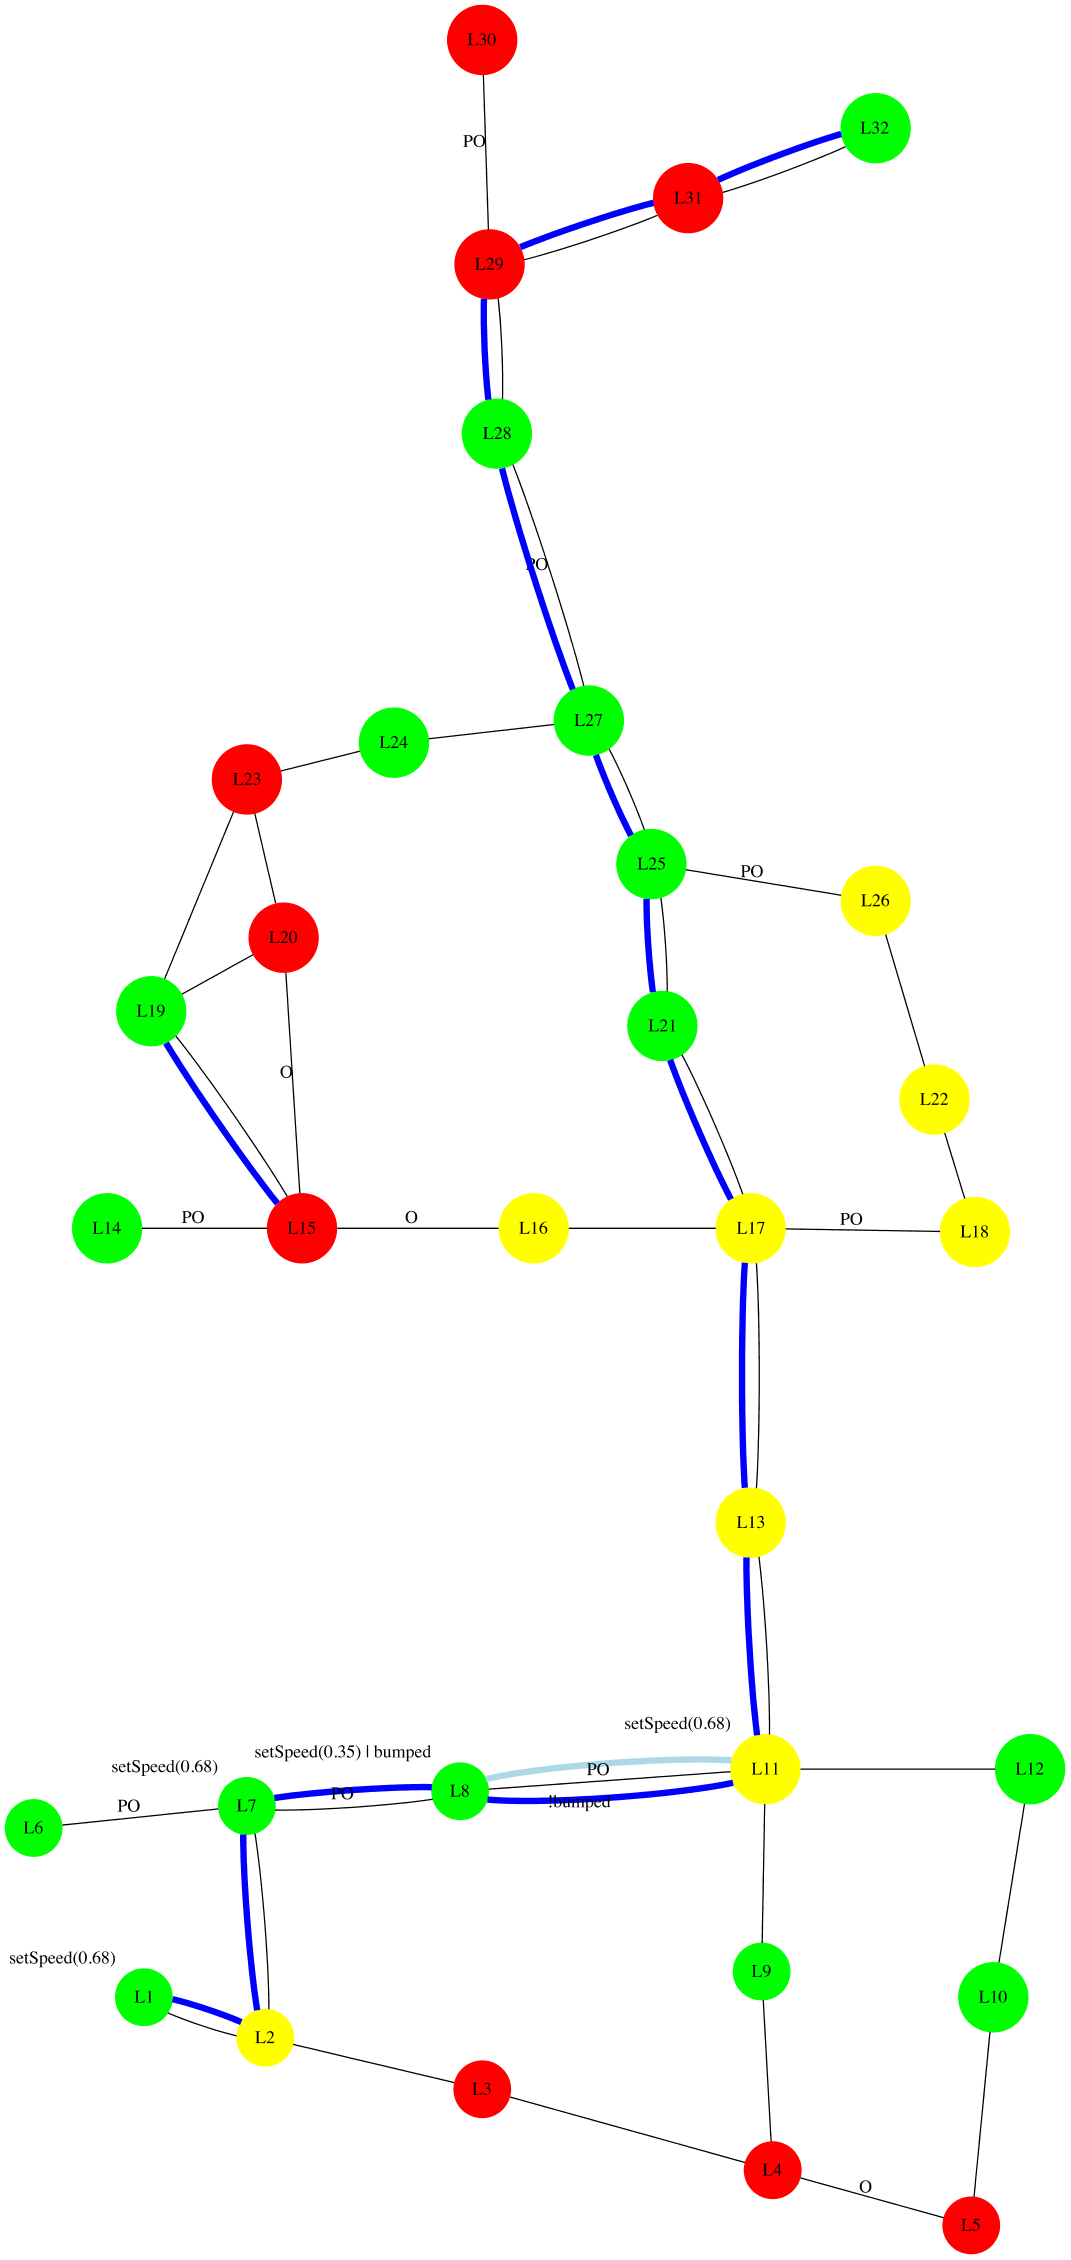 L30
L32
PO
L31
L29
L28
PO
L27
L24
L23
L25
PO
L26
L20
L19
L21
O
L22
L14
PO
L15
O
L16
L17
PO
L18
L13
setSpeed(0.68)
setSpeed(0.35) | bumped
setSpeed(0.68)
L11
L12
PO
L8
PO
!bumped
L7
PO
L6
setSpeed(0.68)
L9
L1
L10
L2
L3
L4
O
L5